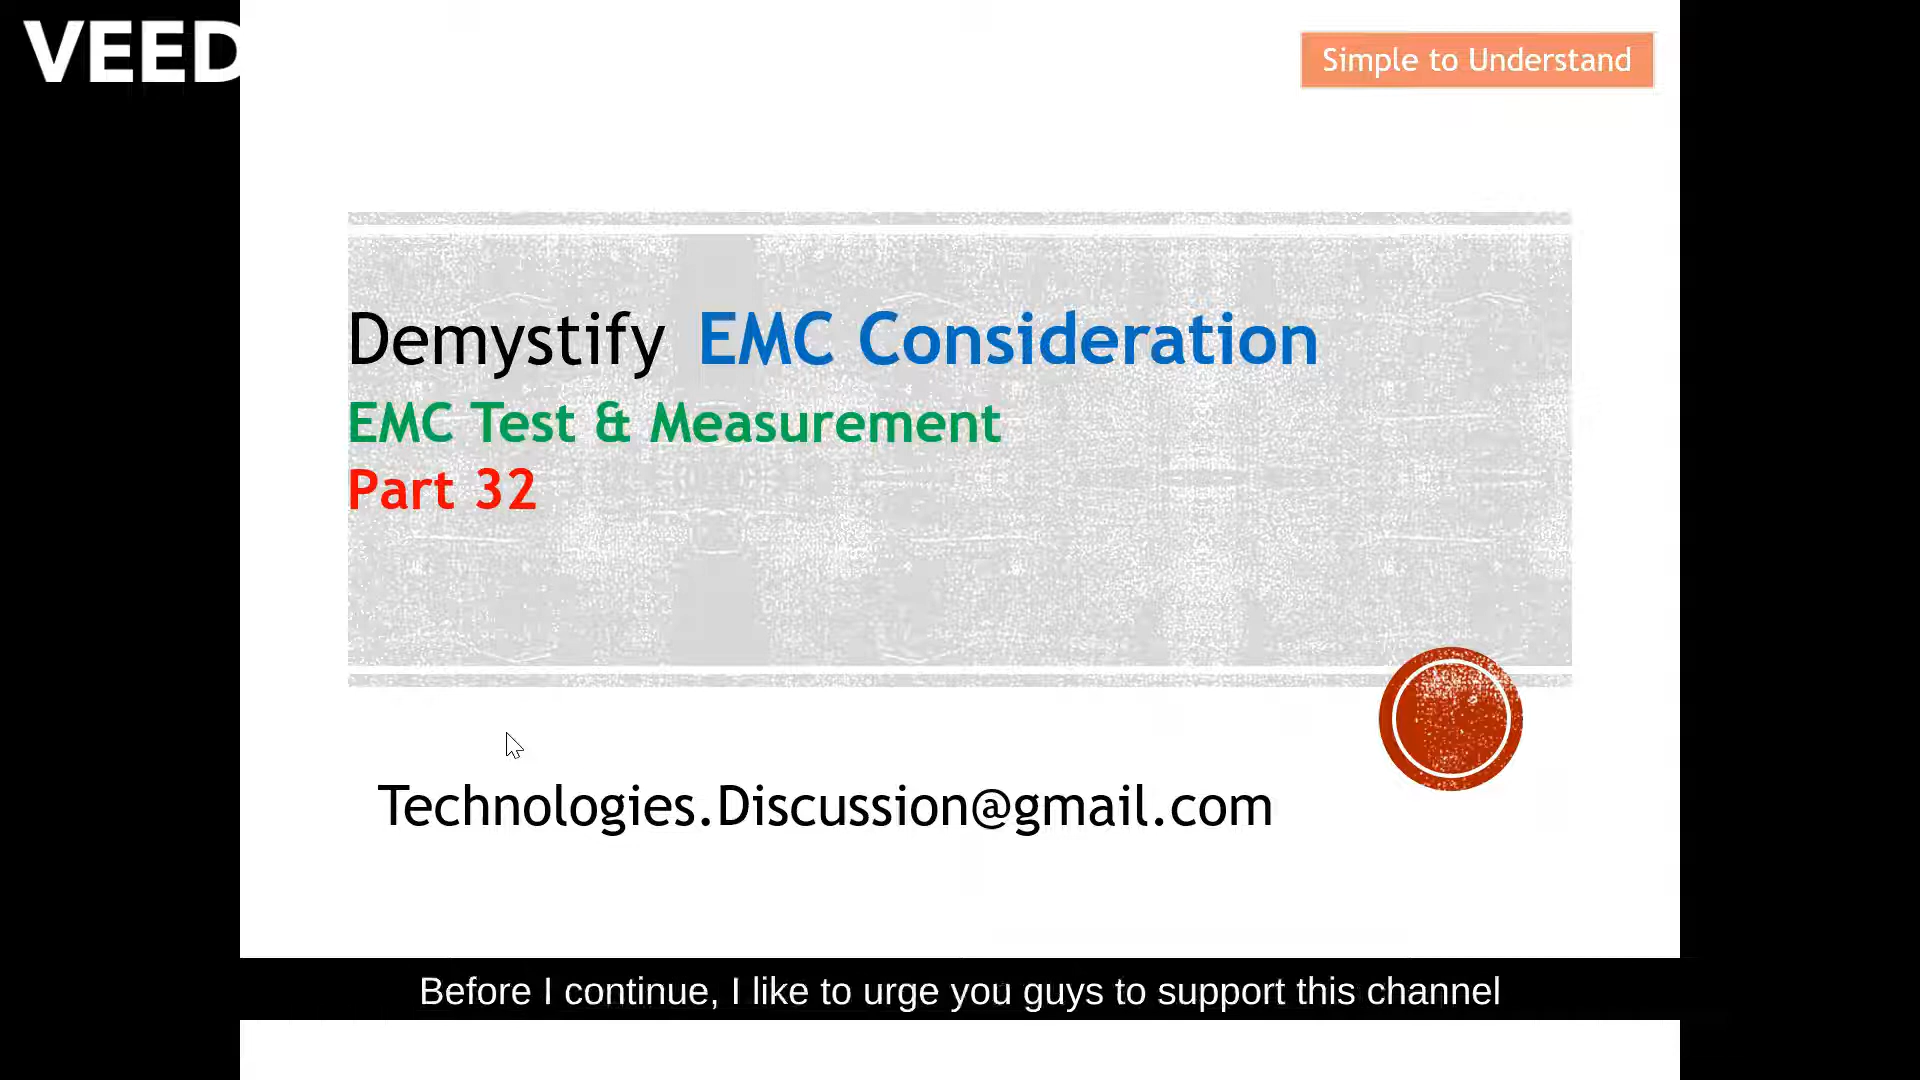 VEED
Simple to Understand
Demystify EMC Consideration
EMC Test & Measurement
Part 32
Technologies.Discussion@gmail.com
Before I continue, I like to urge you guys to support this channel